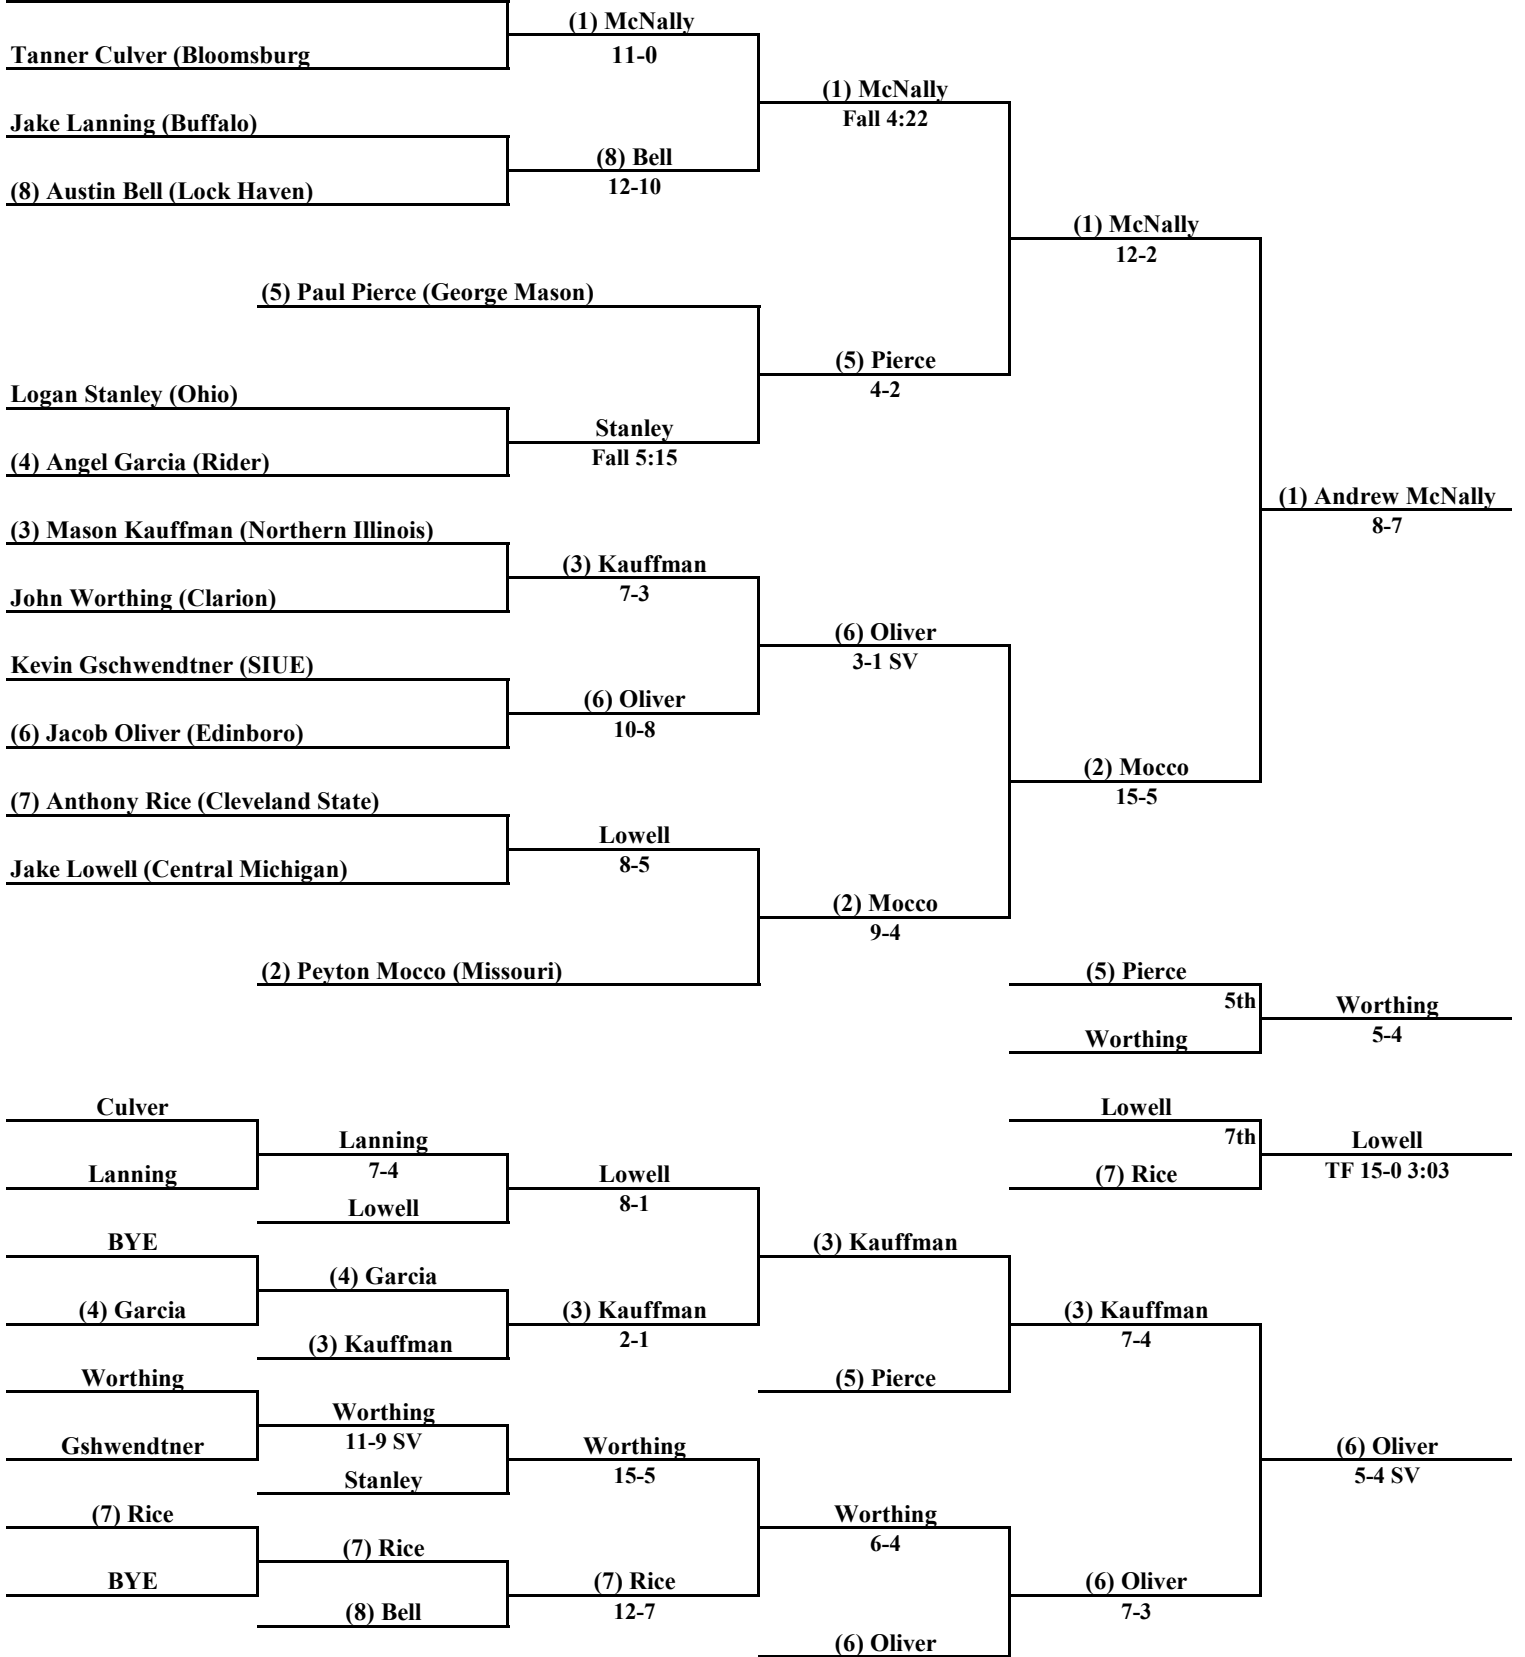 (1) McNally
Tanner Culver (Bloomsburg
11-0
(1) McNally
Jake Lanning (Buffalo)
Fall 4:22
(8) Bell
(8) Austin Bell (Lock Haven)
12-10
(1) McNally
12-2
(5) Paul Pierce (George Mason)
(5) Pierce
Logan Stanley (Ohio)
4-2
Stanley
(4) Angel Garcia (Rider)
Fall 5:15
(1) Andrew McNally
8-7
(3) Mason Kauffman (Northern Illinois)
(3) Kauffman
John Worthing (Clarion)
7-3
(6) Oliver
Kevin Gschwendtner (SIUE)
3-1 SV
(6) Oliver
(6) Jacob Oliver (Edinboro)
10-8
(2) Mocco
(7) Anthony Rice (Cleveland State)
15-5
Lowell
Jake Lowell (Central Michigan)
8-5
(2) Mocco
9-4
(2) Peyton Mocco (Missouri)
(5) Pierce
5th
Worthing
Worthing
5-4
Culver
Lowell
Lanning
7th
Lowell
Lanning
7-4
Lowell
(7) Rice
TF 15-0 3:03
Lowell
8-1
BYE
(3) Kauffman
(4) Garcia
(4) Garcia
(3) Kauffman
(3) Kauffman
(3) Kauffman
2-1
7-4
Worthing
(5) Pierce
Worthing
Gshwendtner
11-9 SV
Worthing
(6) Oliver
Stanley
15-5
5-4 SV
(7) Rice
Worthing
(7) Rice
6-4
BYE
(7) Rice
(6) Oliver
(8) Bell
12-7
7-3
(6) Oliver